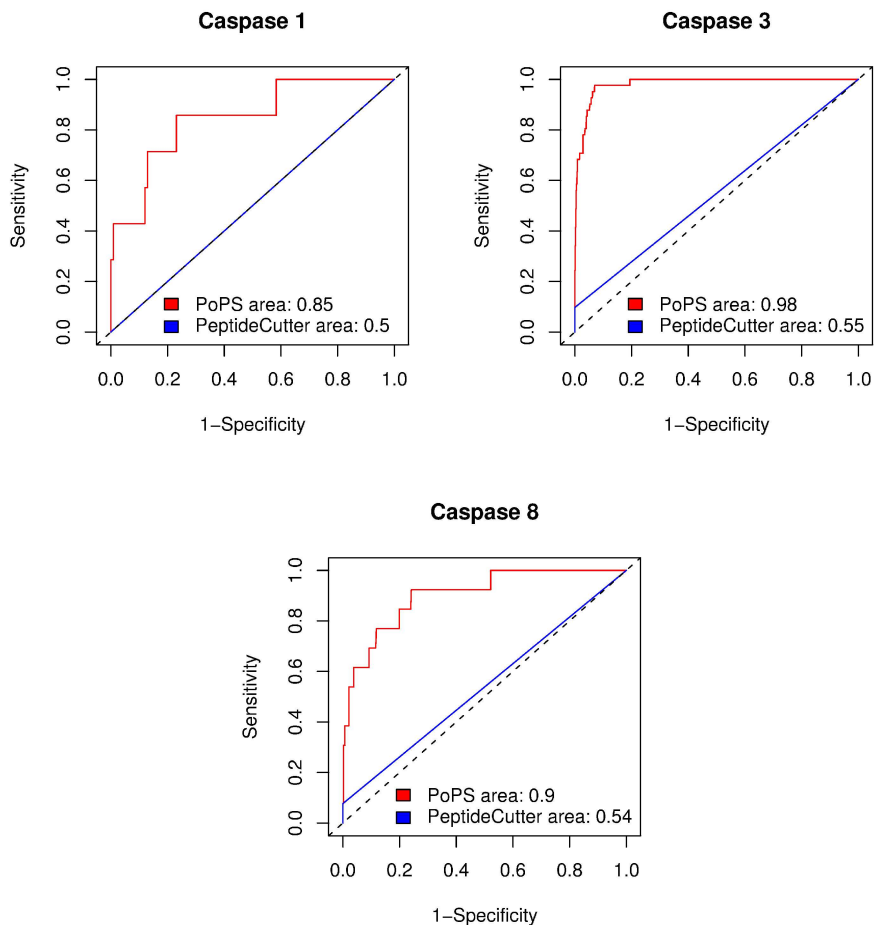 Caspase 1
Sensitivity
0.0 0.2 0.4 0.6 0.8 1.0
PoPS area: 0.85
PeptideCutter area: 0.5
0.0 0.2 0.4 0.6 0.8 1.0
1−Specificity
Caspase 3
Sensitivity
0.0 0.2 0.4 0.6 0.8 1.0
PoPS area: 0.98
PeptideCutter area: 0.55
0.0 0.2 0.4 0.6 0.8 1.0
1−Specificity
Caspase 8
Sensitivity
0.0 0.2 0.4 0.6 0.8 1.0
PoPS area: 0.9
PeptideCutter area: 0.54
0.0 0.2 0.4 0.6 0.8 1.0
1−Specificity